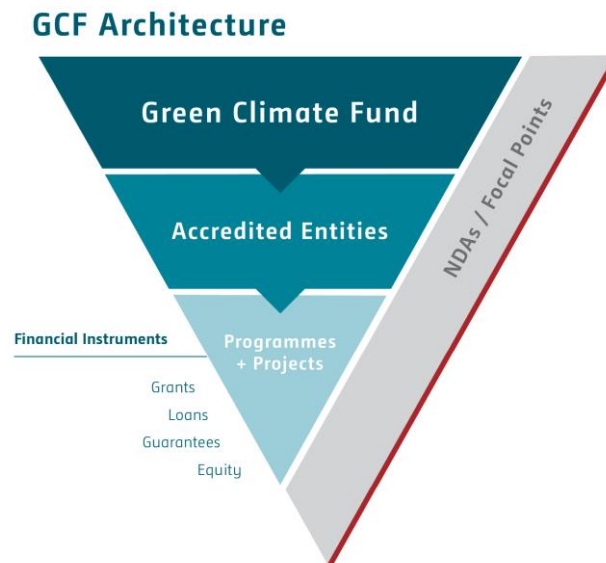 GCF Architecture
Green Climate Fund
Accredited Entities
Programmes
+ Projects
NDAs / Focal Points
Financial Instruments
Grants
Loans
Guarantees
Equity